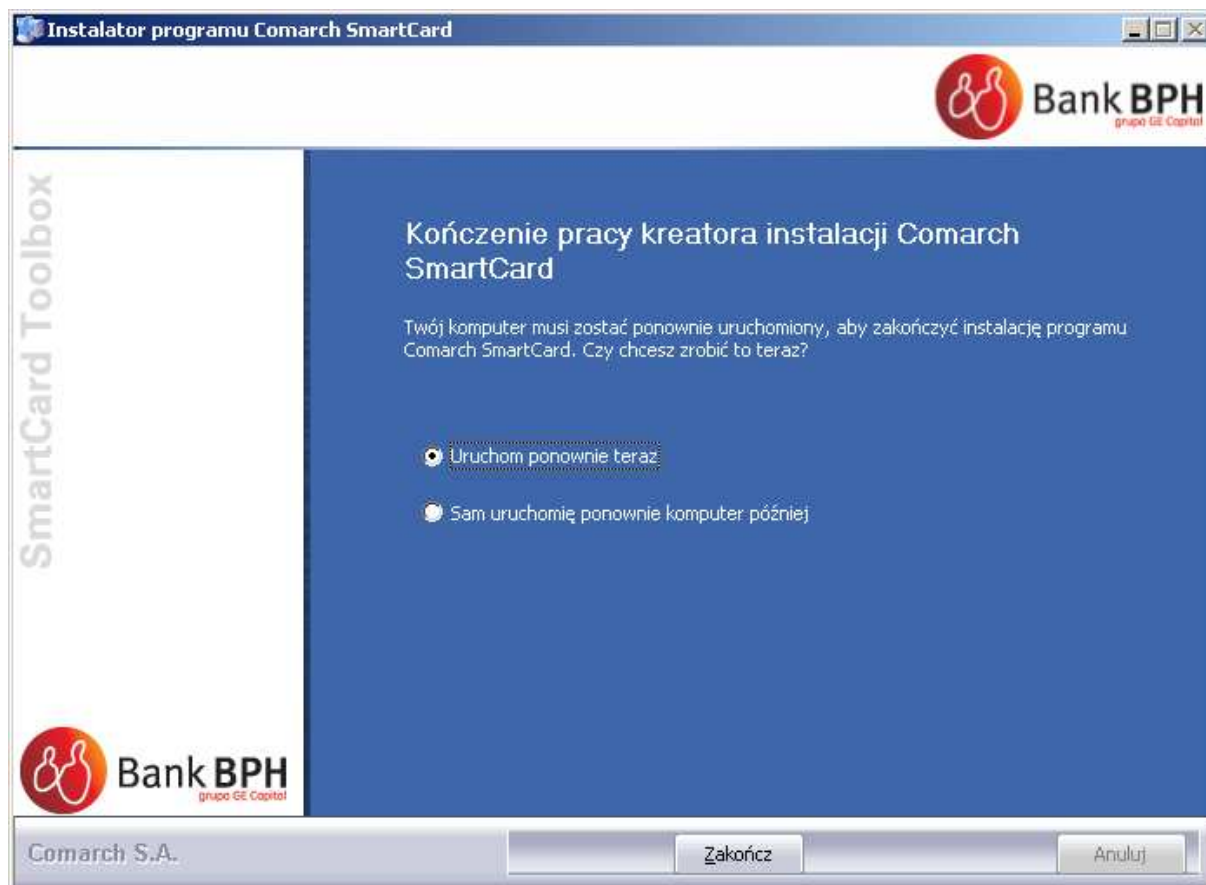 Instalator programu Comarch SmartCard
Bank BPH
grupa GE Capital
SmartCard Toolbox
Kończenie pracy kreatora instalacji Comarch
SmartCard
Twój komputer musi zostać ponownie uruchomiony, aby zakończyć instalację programu
Comarch SmartCard. Czy chcesz zrobić to teraz?
Uruchom ponownie teraz
Sam uruchomię ponownie komputer później
Bank BPH
grupa GE Capital
Comarch S.A.
Zakończ
Anuluj